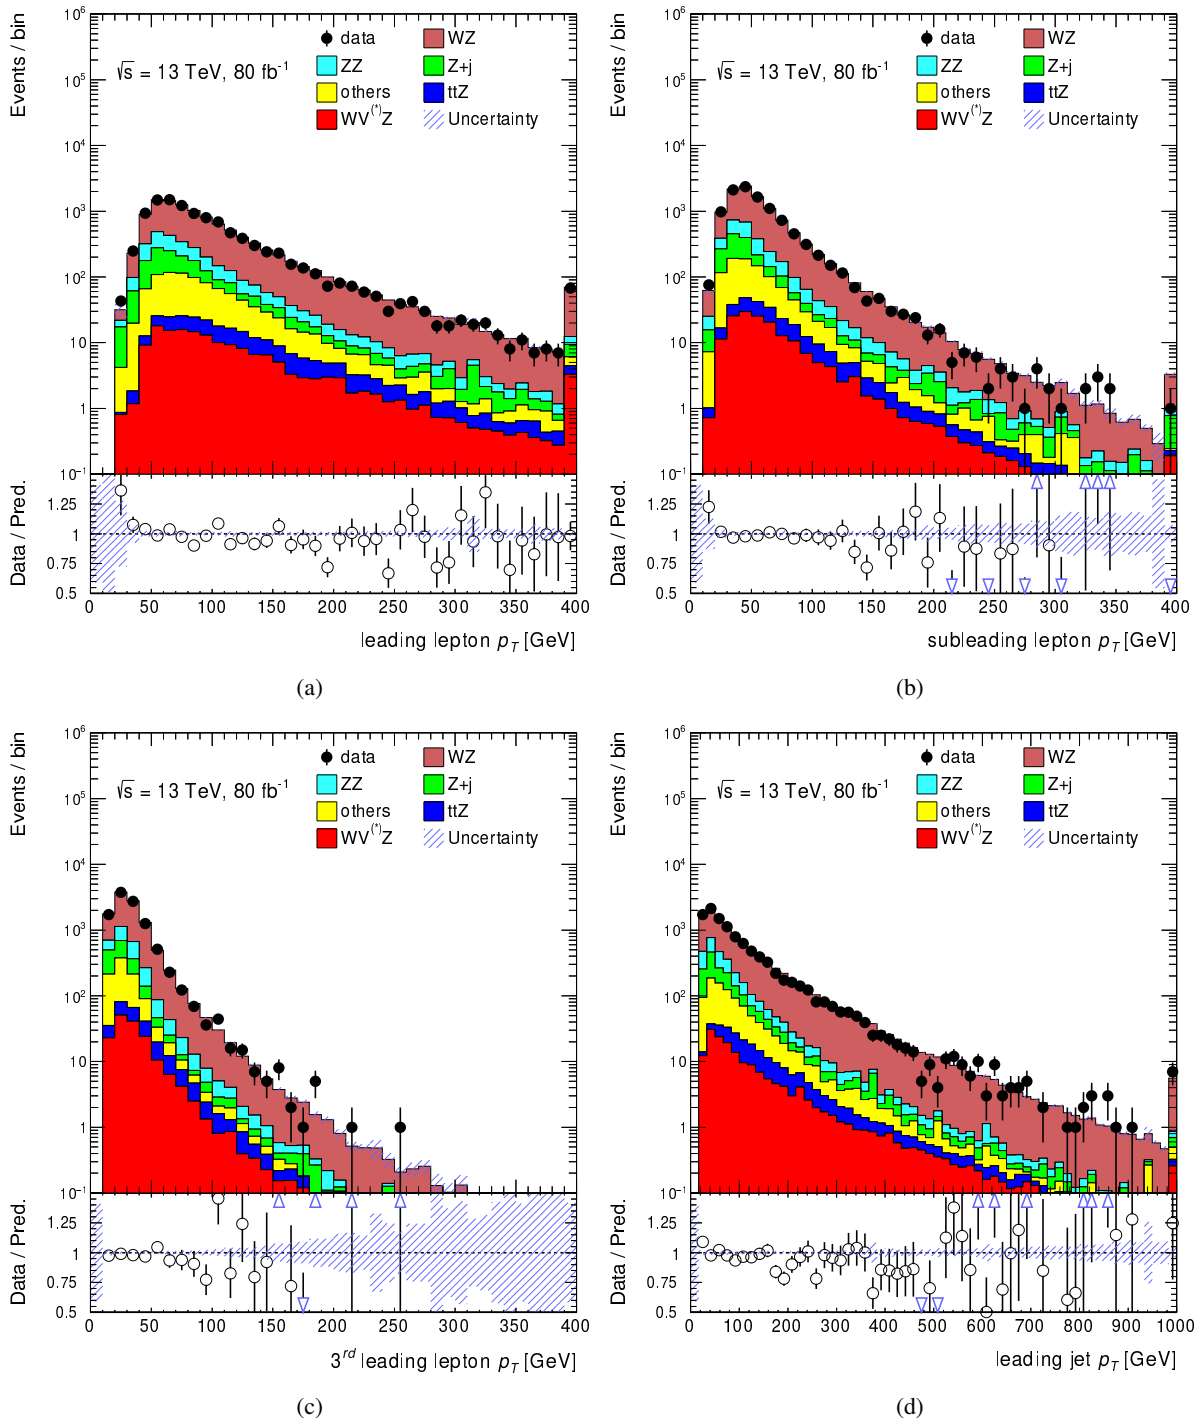 Events / bin
10⁶
10⁵
10⁴
10³
10²
10
1
10⁻¹
√s = 13 TeV, 80 fb⁻¹
data
WZ
ZZ
Z+j
others
ttZ
WV⁽*⁾Z
Uncertainty
Data / Pred.
1.25
1
0.75
0.5
0 50 100 150 200 250 300 350 400
leading lepton p_T [GeV]
(a)
Events / bin
10⁶
10⁵
10⁴
10³
10²
10
1
10⁻¹
√s = 13 TeV, 80 fb⁻¹
data
WZ
ZZ
Z+j
others
ttZ
WV⁽*⁾Z
Uncertainty
Data / Pred.
1.25
1
0.75
0.5
0 50 100 150 200 250 300 350 400
subleading lepton p_T [GeV]
(b)
Events / bin
10⁶
10⁵
10⁴
10³
10²
10
1
10⁻¹
√s = 13 TeV, 80 fb⁻¹
data
WZ
ZZ
Z+j
others
ttZ
WV⁽*⁾Z
Uncertainty
Data / Pred.
1.25
1
0.75
0.5
0 50 100 150 200 250 300 350 400
3ʳᵈ leading lepton p_T [GeV]
(c)
Events / bin
10⁶
10⁵
10⁴
10³
10²
10
1
10⁻¹
√s = 13 TeV, 80 fb⁻¹
data
WZ
ZZ
Z+j
others
ttZ
WV⁽*⁾Z
Uncertainty
Data / Pred.
1.25
1
0.75
0.5
0 100 200 300 400 500 600 700 800 900 1000
leading jet p_T [GeV]
(d)